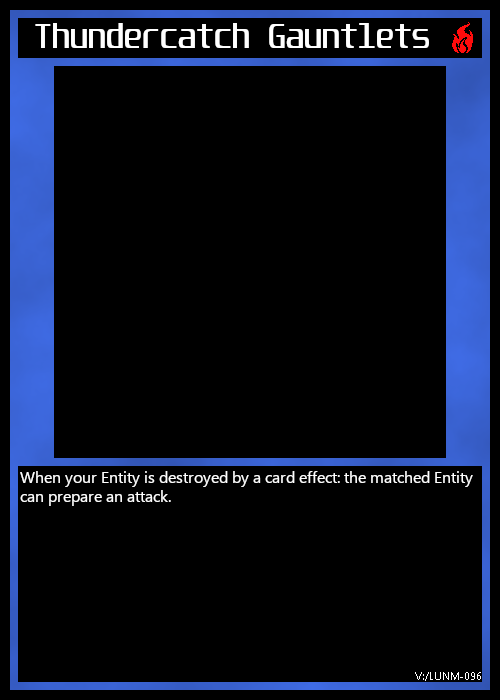 Thundercatch Gauntlets
When your Entity is destroyed by a card effect: the matched Entity
can prepare an attack.
V:/LUNM-096